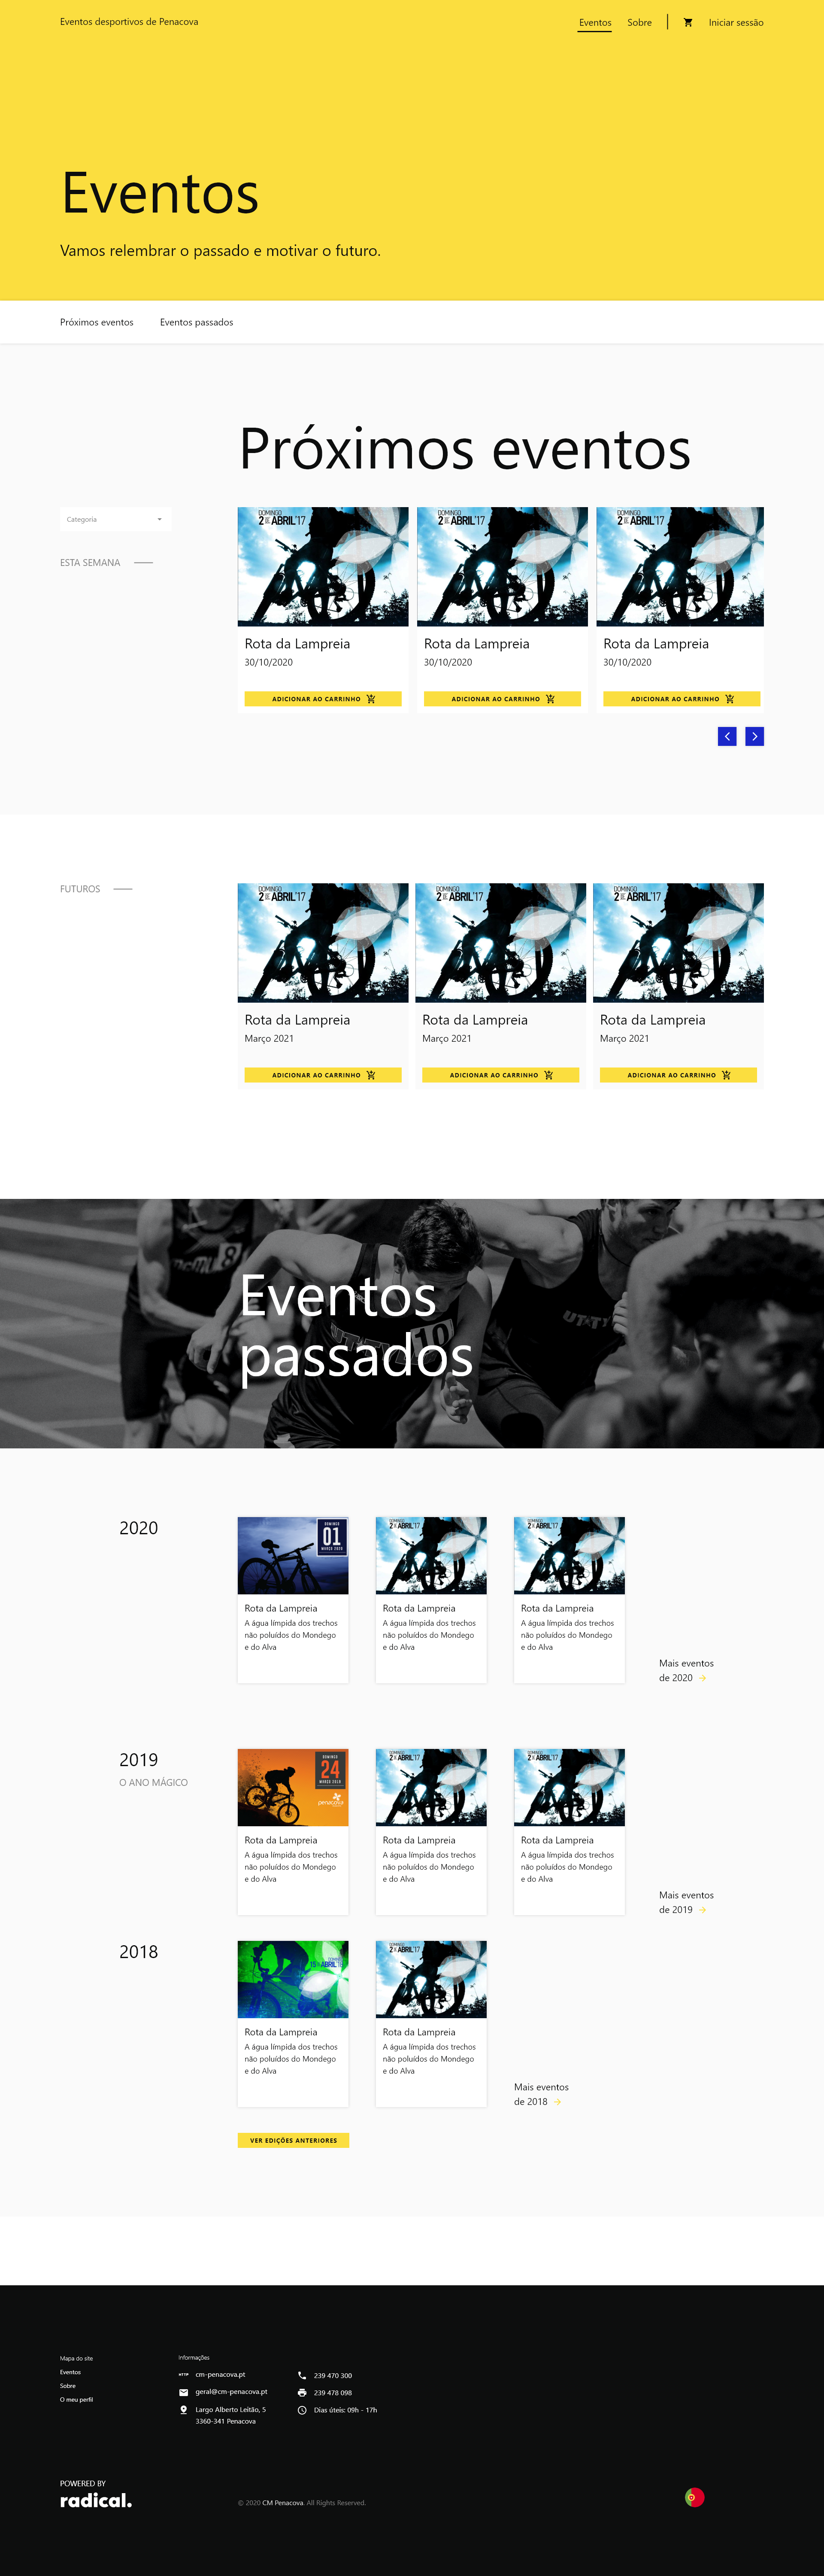 Eventos desportivos de Penacova
Eventos
Sobre
Iniciar sessão
Eventos
Vamos relembrar o passado e motivar o futuro.
Próximos eventos
Eventos passados
Próximos eventos
Categoria
ESTA SEMANA
DOMINGO
2 DE ABRIL'17
Rota da Lampreia
30/10/2020
ADICIONAR AO CARRINHO
DOMINGO
2 DE ABRIL'17
Rota da Lampreia
30/10/2020
ADICIONAR AO CARRINHO
DOMINGO
2 DE ABRIL'17
Rota da Lampreia
30/10/2020
ADICIONAR AO CARRINHO
FUTUROS
DOMINGO
2 DE ABRIL'17
Rota da Lampreia
Março 2021
ADICIONAR AO CARRINHO
DOMINGO
2 DE ABRIL'17
Rota da Lampreia
Março 2021
ADICIONAR AO CARRINHO
DOMINGO
2 DE ABRIL'17
Rota da Lampreia
Março 2021
ADICIONAR AO CARRINHO
Eventos
passados
2020
DOMINGO
01
MARÇO 2020
Rota da Lampreia
A água límpida dos trechos
não poluídos do Mondego
e do Alva
DOMINGO
2 DE ABRIL'17
Rota da Lampreia
A água límpida dos trechos
não poluídos do Mondego
e do Alva
DOMINGO
2 DE ABRIL'17
Rota da Lampreia
A água límpida dos trechos
não poluídos do Mondego
e do Alva
Mais eventos
de 2020
2019
O ANO MÁGICO
DOMINGO
24
MARÇO 2019
penacova
Rota da Lampreia
A água límpida dos trechos
não poluídos do Mondego
e do Alva
DOMINGO
2 DE ABRIL'17
Rota da Lampreia
A água límpida dos trechos
não poluídos do Mondego
e do Alva
DOMINGO
2 DE ABRIL'17
Rota da Lampreia
A água límpida dos trechos
não poluídos do Mondego
e do Alva
Mais eventos
de 2019
2018
DOMINGO
15 DE ABRIL'18
Rota da Lampreia
A água límpida dos trechos
não poluídos do Mondego
e do Alva
DOMINGO
2 DE ABRIL'17
Rota da Lampreia
A água límpida dos trechos
não poluídos do Mondego
e do Alva
Mais eventos
de 2018
VER EDIÇÕES ANTERIORES
Mapa do site
Eventos
Sobre
O meu perfil
Informações
HTTP
cm-penacova.pt
geral@cm-penacova.pt
Largo Alberto Leitão, 5
3360-341 Penacova
239 470 300
239 478 098
Dias úteis: 09h - 17h
POWERED BY
radical.
© 2020 CM Penacova. All Rights Reserved.